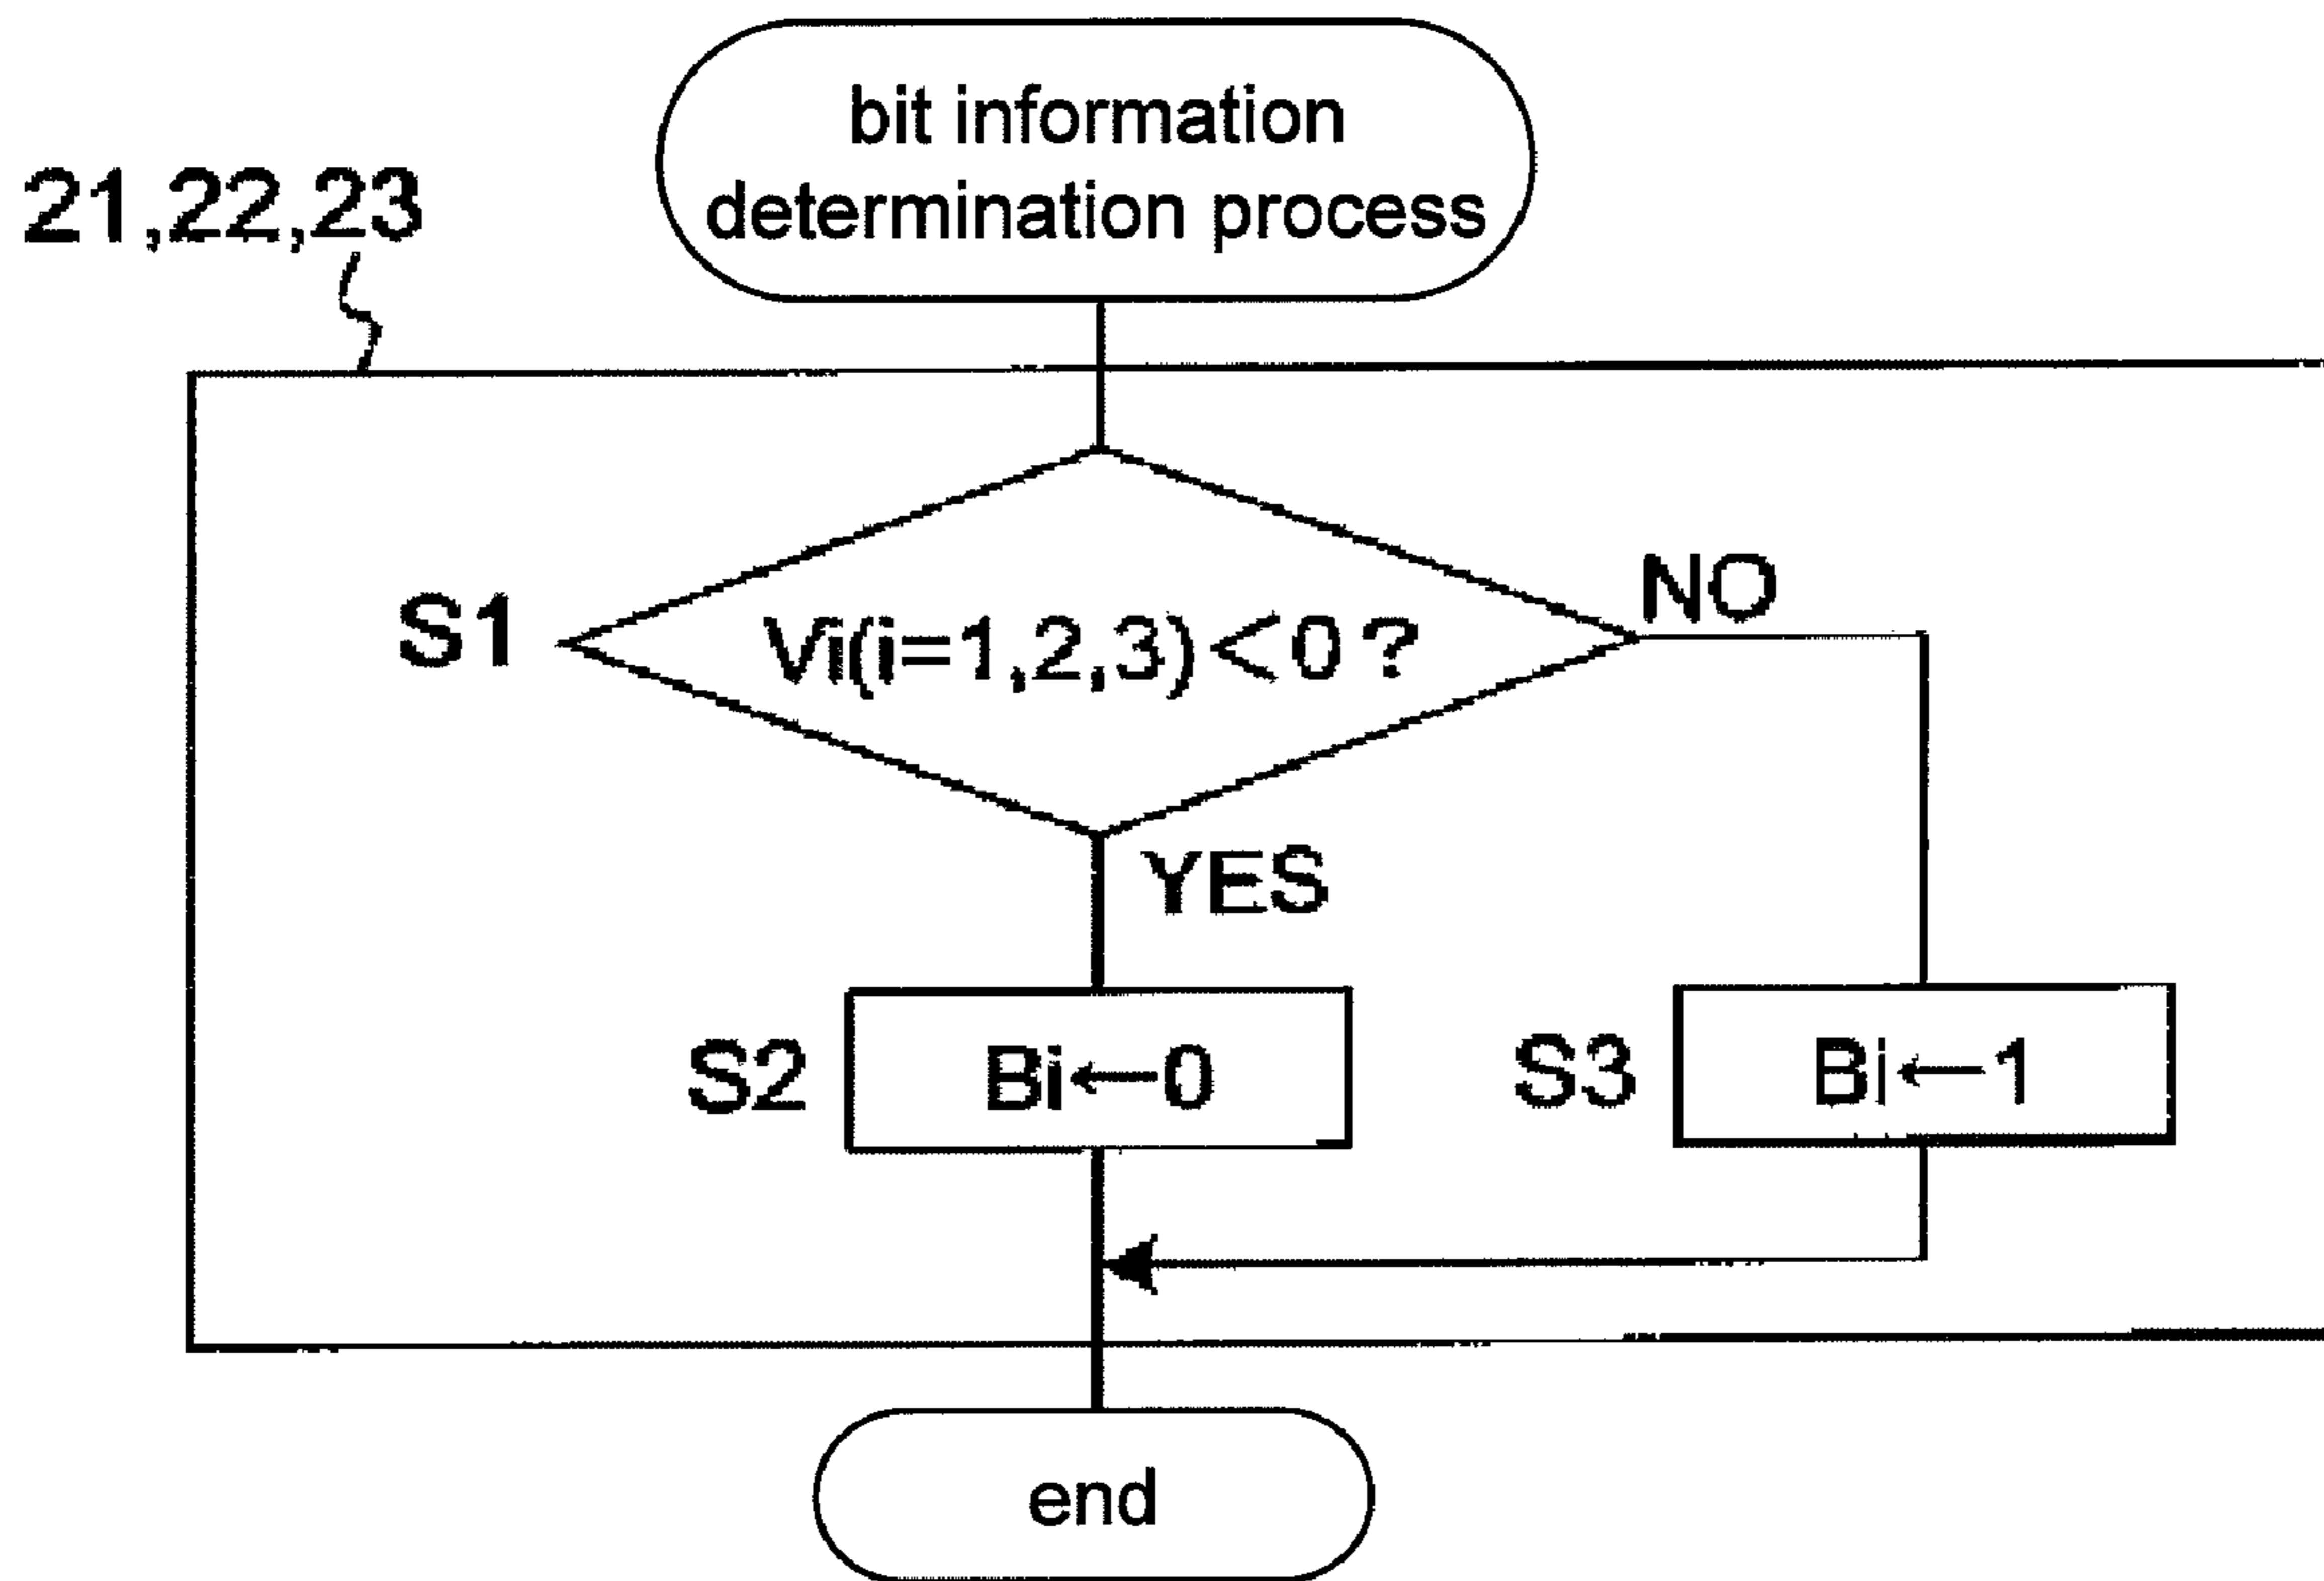 bit information
determination process
21,22,23
S1
Vi(i=1,2,3)<0?
NO
YES
S2
Bi←0
S3
Bi←1
end